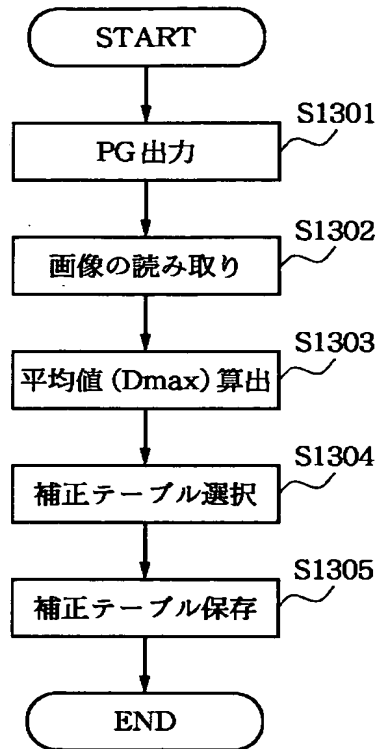 START
S1301
PG出力
S1302
画像の読み取り
S1303
平均値(Dmax)算出
S1304
補正テーブル選択
S1305
補正テーブル保存
END